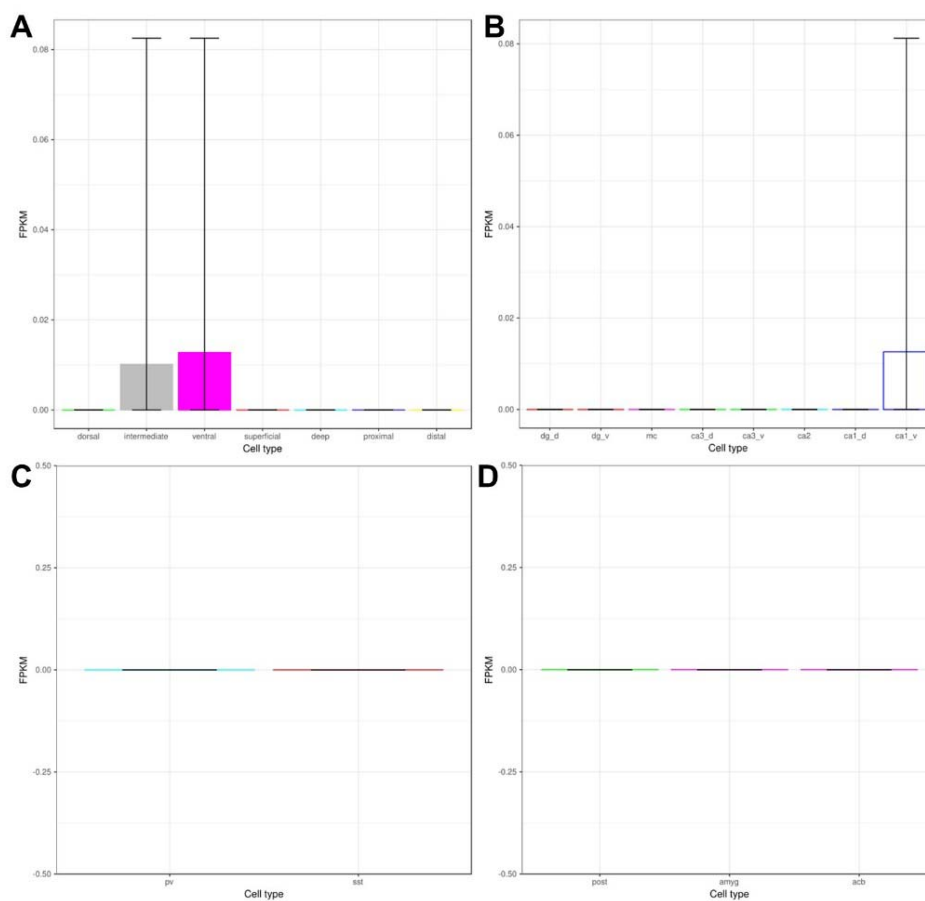 A
B
0.08
0.06
0.04
0.02
0.00
FPKM
dorsal intermediate ventral superficial deep proximal distal
Cell type
0.08
0.06
0.04
0.02
0.00
FPKM
dg_d dg_v mc ca3_d ca3_v ca2 ca1_d ca1_v
Cell type
C
D
0.50
0.25
0.00
-0.25
-0.50
FPKM
pv sst
Cell type
0.50
0.25
0.00
-0.25
-0.50
FPKM
post amyg acb
Cell type